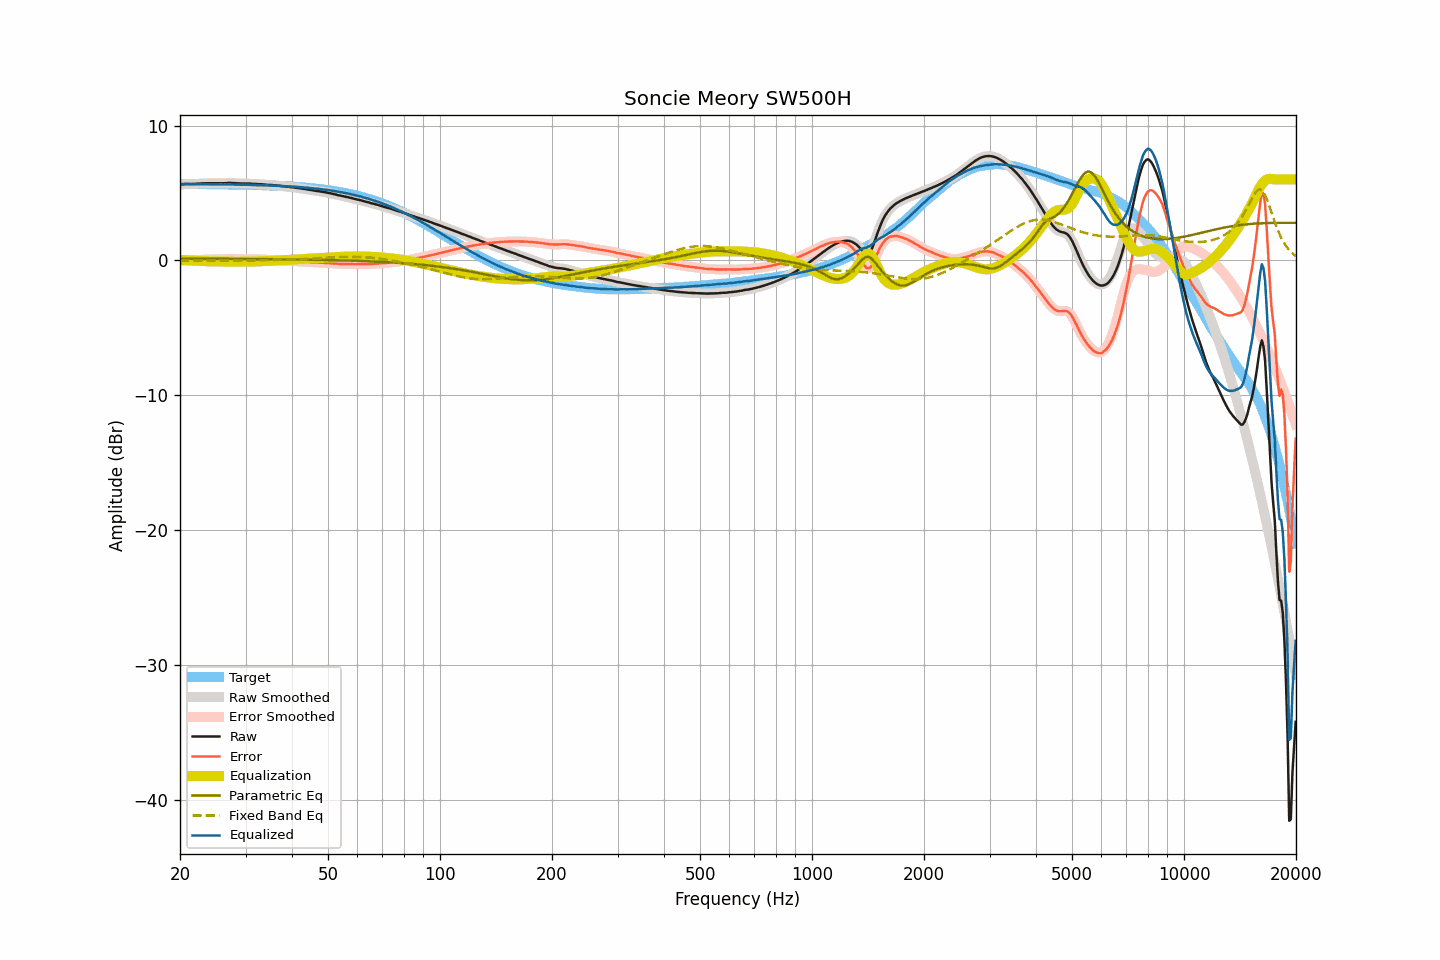 Soncie Meory SW500H
10
0
−10
−20
−30
−40
Amplitude (dBr)
Target
Raw Smoothed
Error Smoothed
Raw
Error
Equalization
Parametric Eq
Fixed Band Eq
Equalized
20 50 100 200 500 1000 2000 5000 10000 20000
Frequency (Hz)